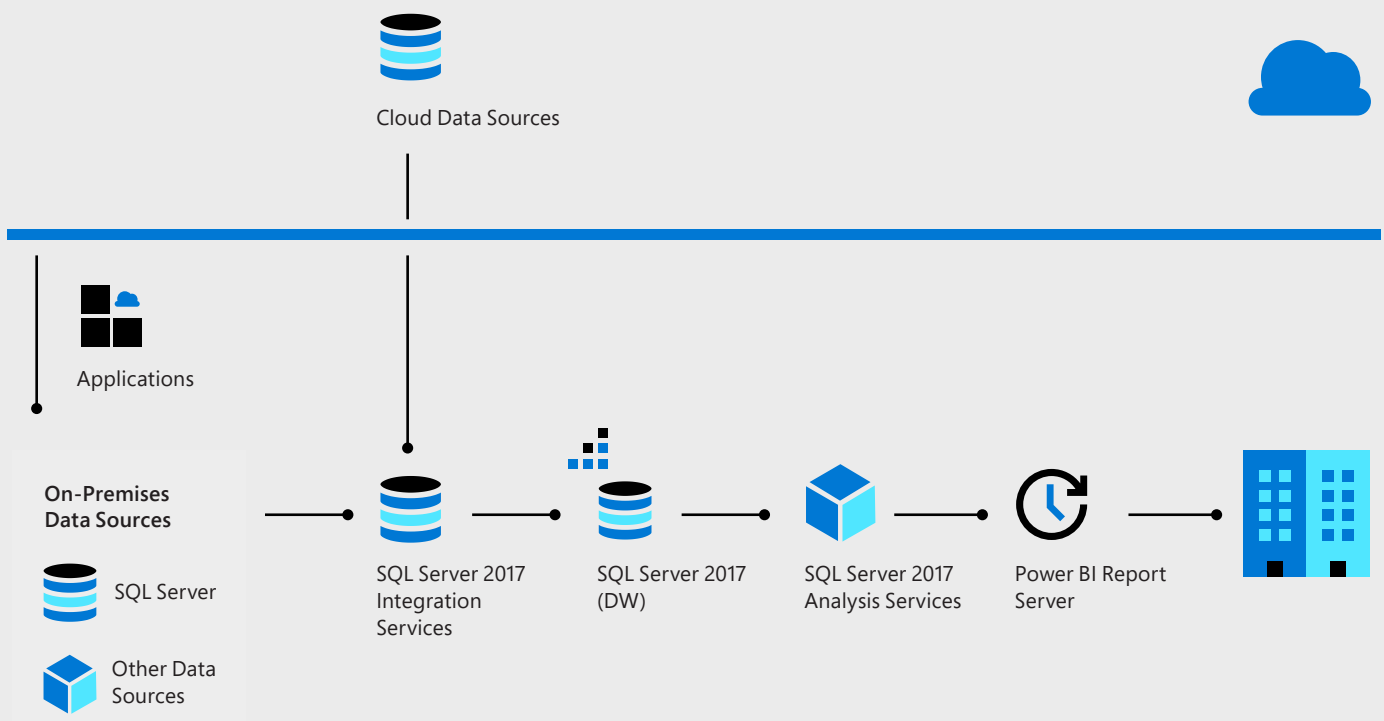 Cloud Data Sources
Applications
On-Premises
Data Sources
SQL Server
Other Data
Sources
SQL Server 2017
Integration
Services
SQL Server 2017
(DW)
SQL Server 2017
Analysis Services
Power BI Report
Server